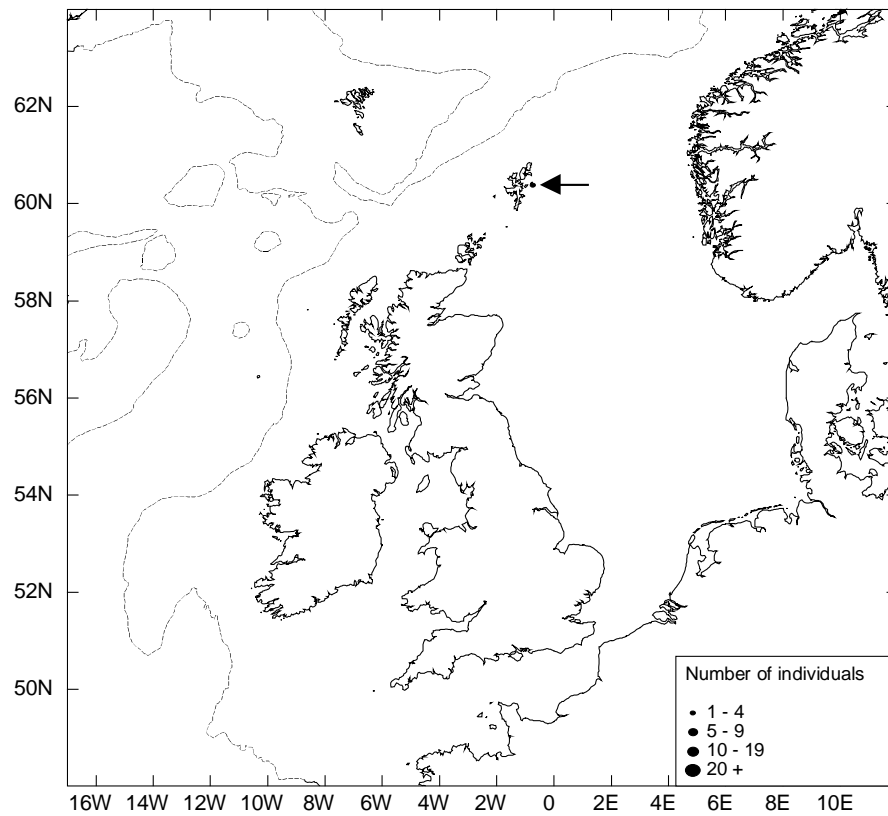 62N
60N
58N
56N
54N
52N
50N
Number of individuals
1 - 4
5 - 9
10 - 19
20 +
16W 14W 12W 10W 8W 6W 4W 2W 0 2E 4E 6E 8E 10E